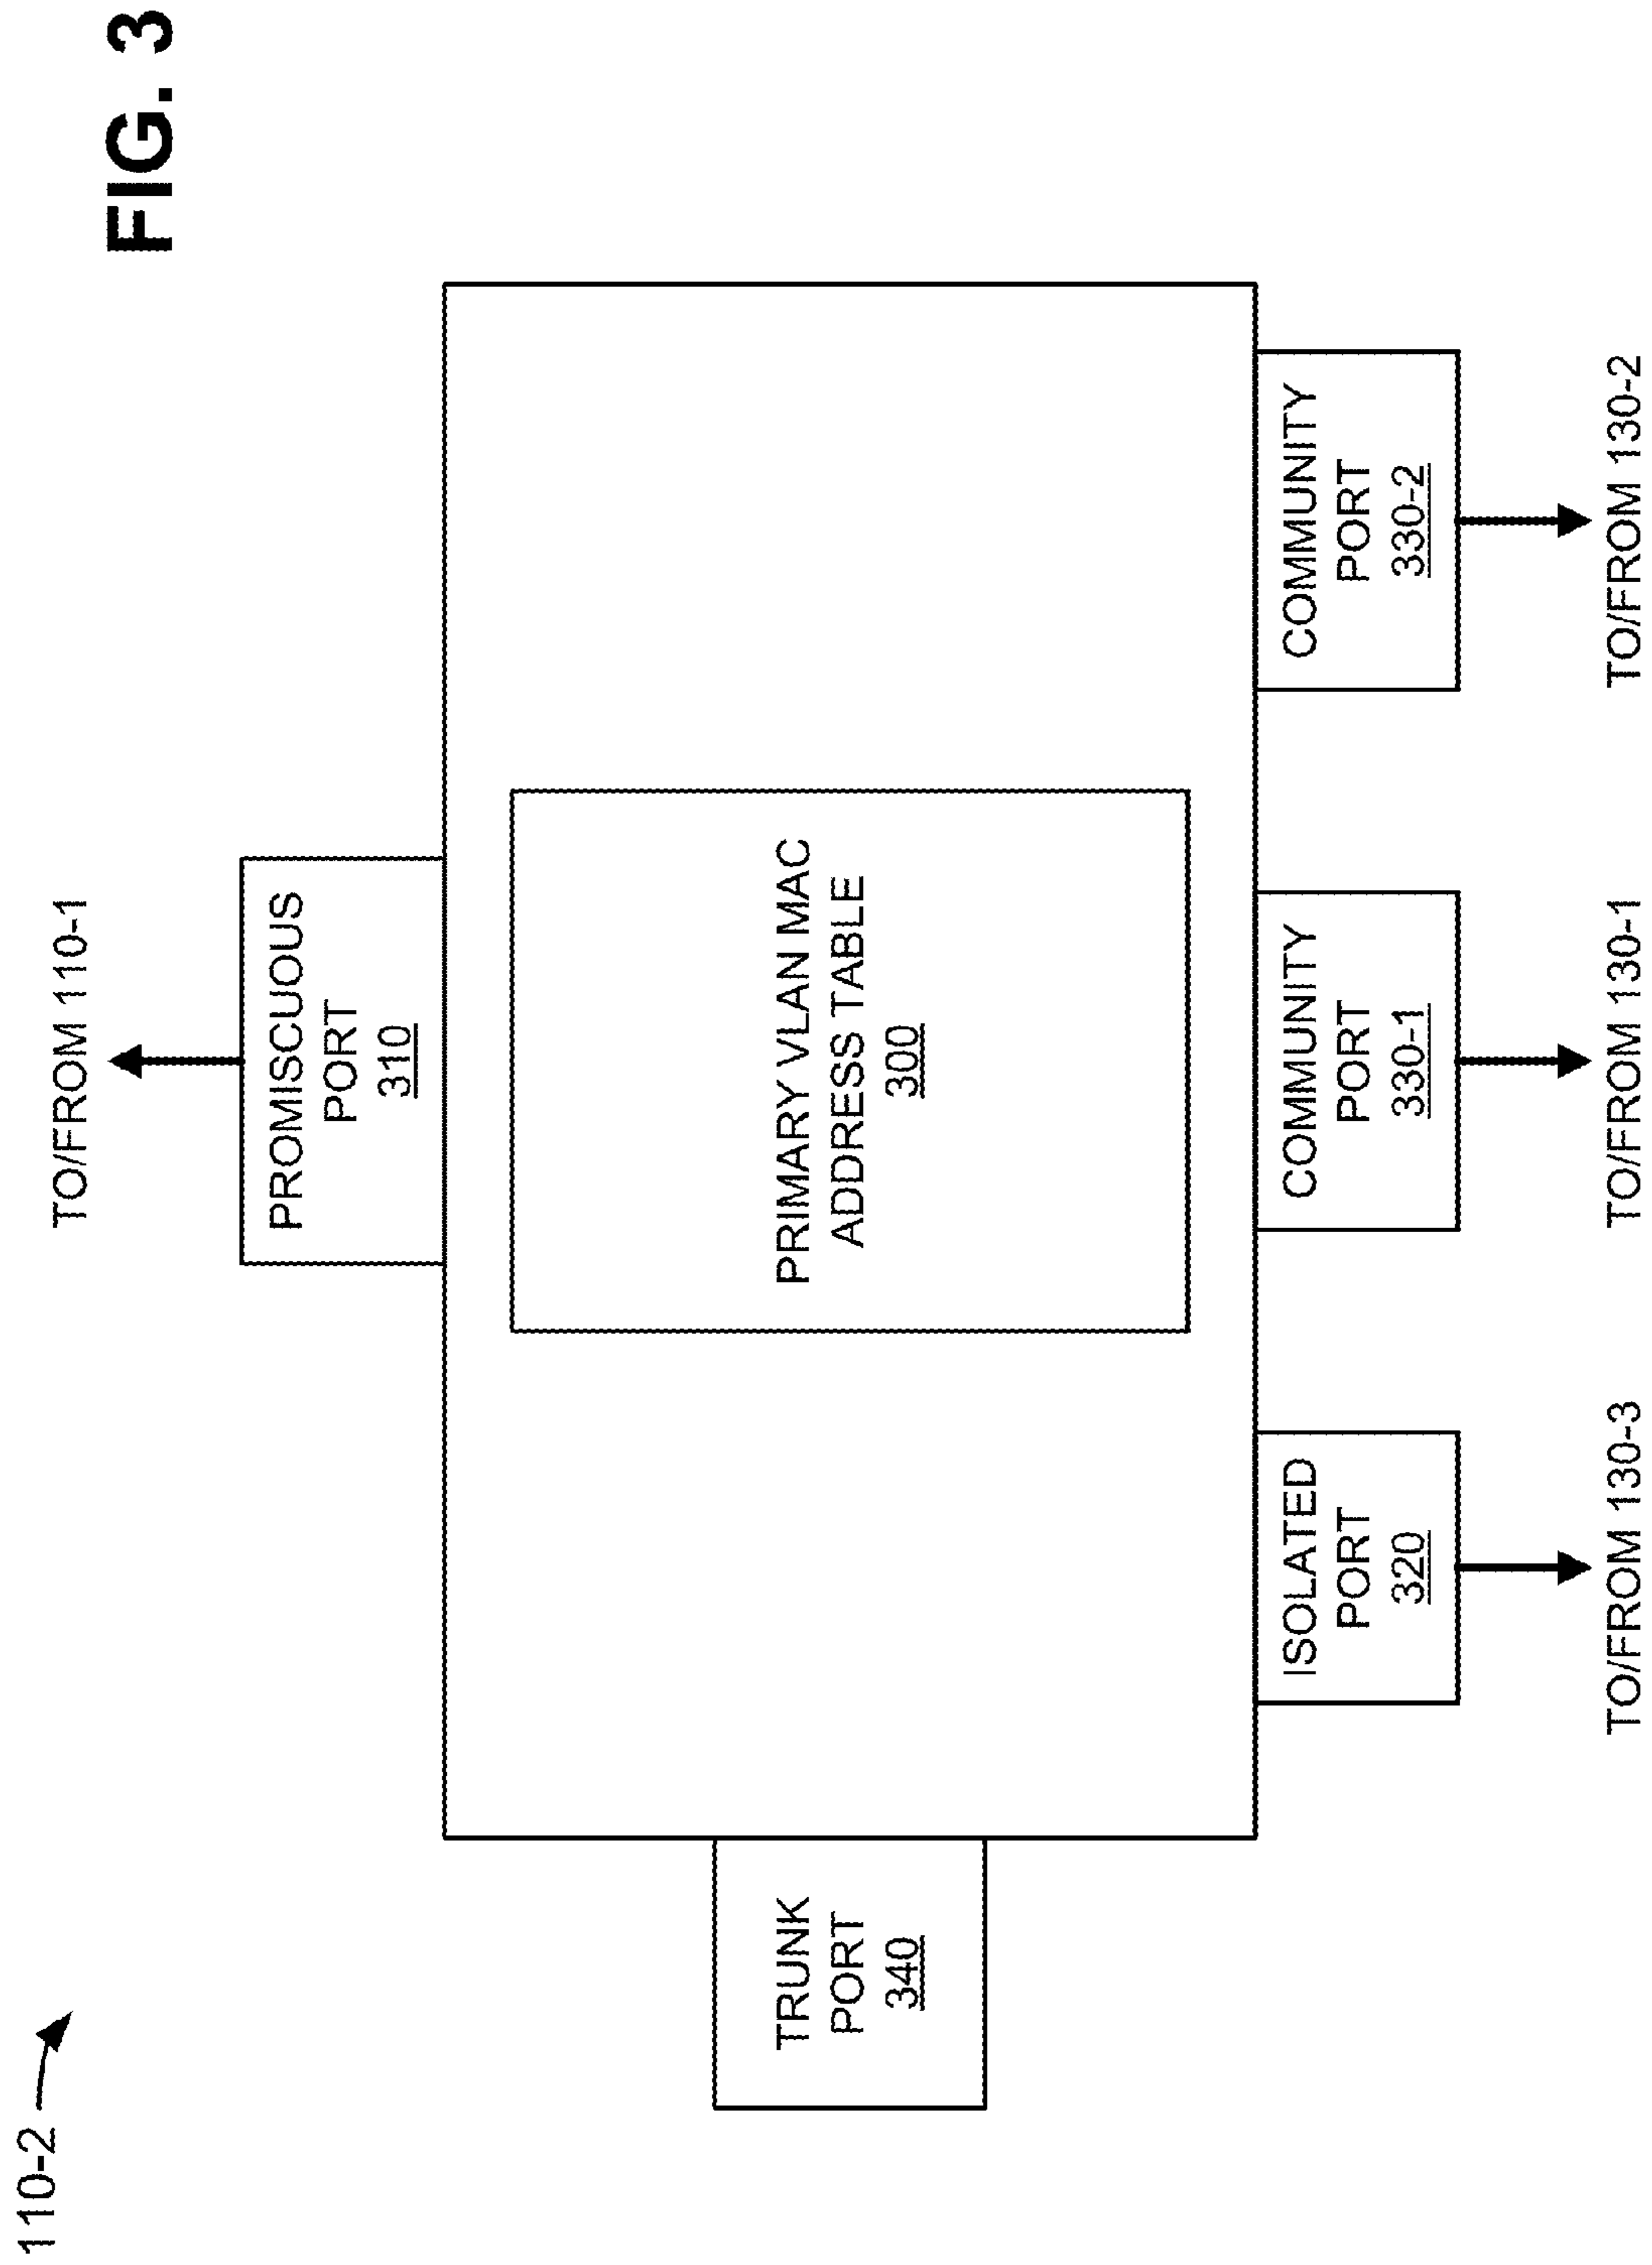 FIG. 3
110-2
TO/FROM 110-1
PROMISCUOUS
PORT
310
TRUNK
PORT
340
PRIMARY VLAN MAC
ADDRESS TABLE
300
ISOLATED
PORT
320
COMMUNITY
PORT
330-1
COMMUNITY
PORT
330-2
TO/FROM 130-3
TO/FROM 130-1
TO/FROM 130-2